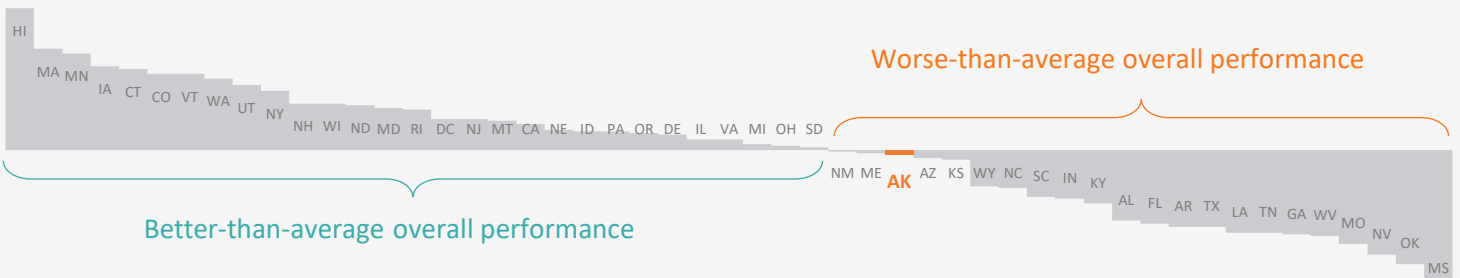 HI
MA MN IA CT CO VT WA UT NY NH WI ND MD RI DC NJ MT CA NE ID PA OR DE IL VA MI OH SD
Worse-than-average overall performance
NM ME AK AZ KS WY NC SC IN KY AL FL AR TX LA TN GA WV MO NV OK MS
Better-than-average overall performance